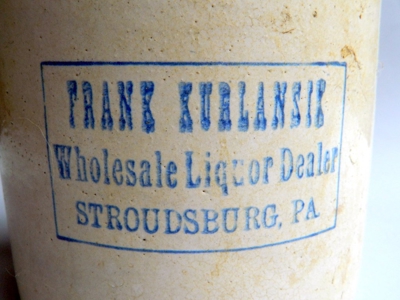 FRANK KURLANSIK
Wholesale Liquor Dealer
STROUDSBURG, PA